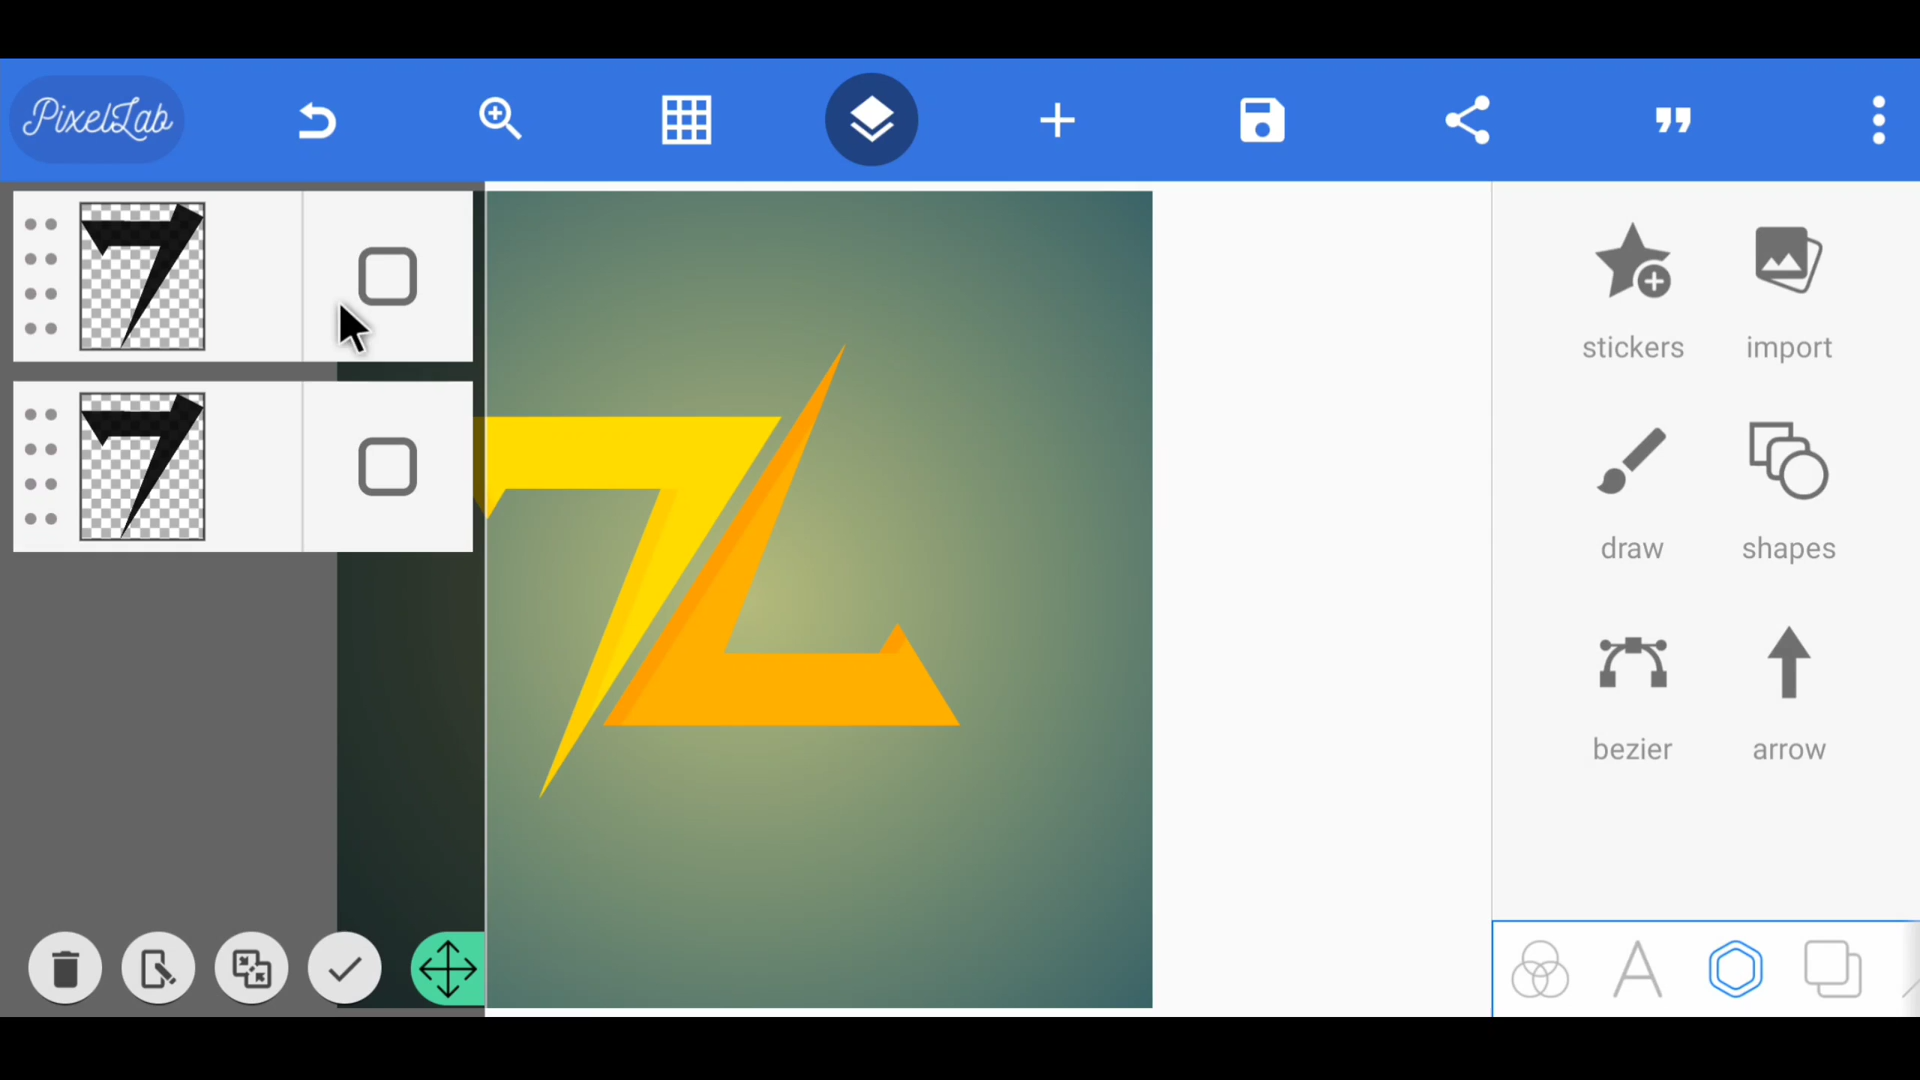 PixelLab
stickers
import
draw
shapes
bezier
arrow